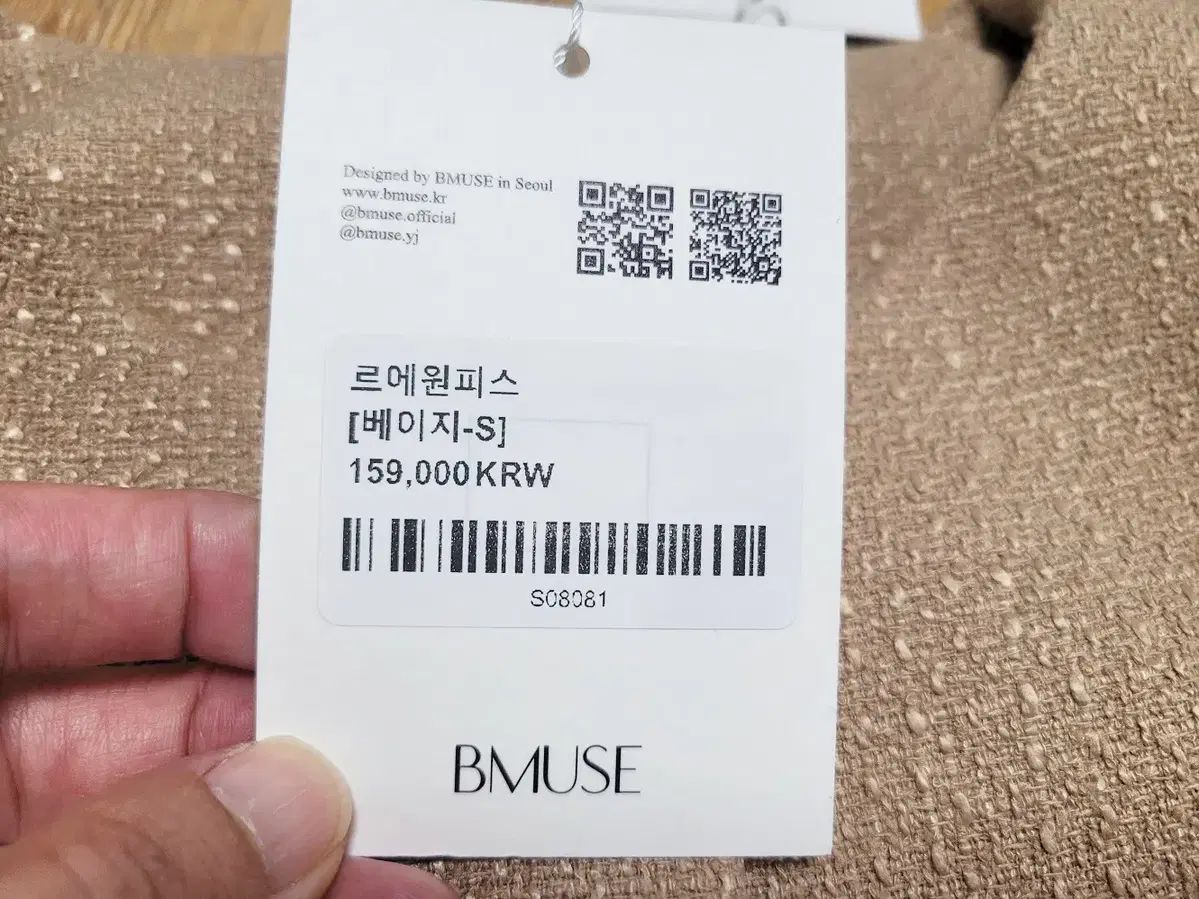 Designed by BMUSE in Seoul
www.bmuse.kr
@bmuse.official
@bmuse.yj
르에원피스
[베이지-S]
159,000KRW
S08081
BMUSE